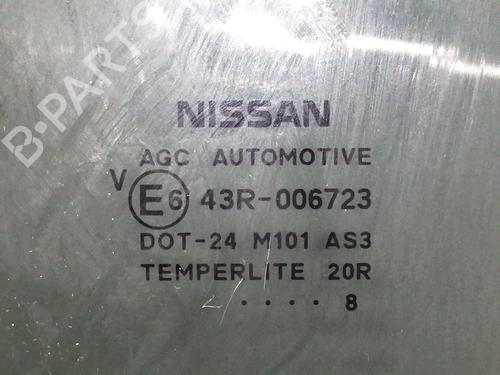 B-PARTS
NISSAN
AGC AUTOMOTIVE
V E6 43R-006723
DOT-24 M101 AS3
TEMPERLITE 20R
.... 8